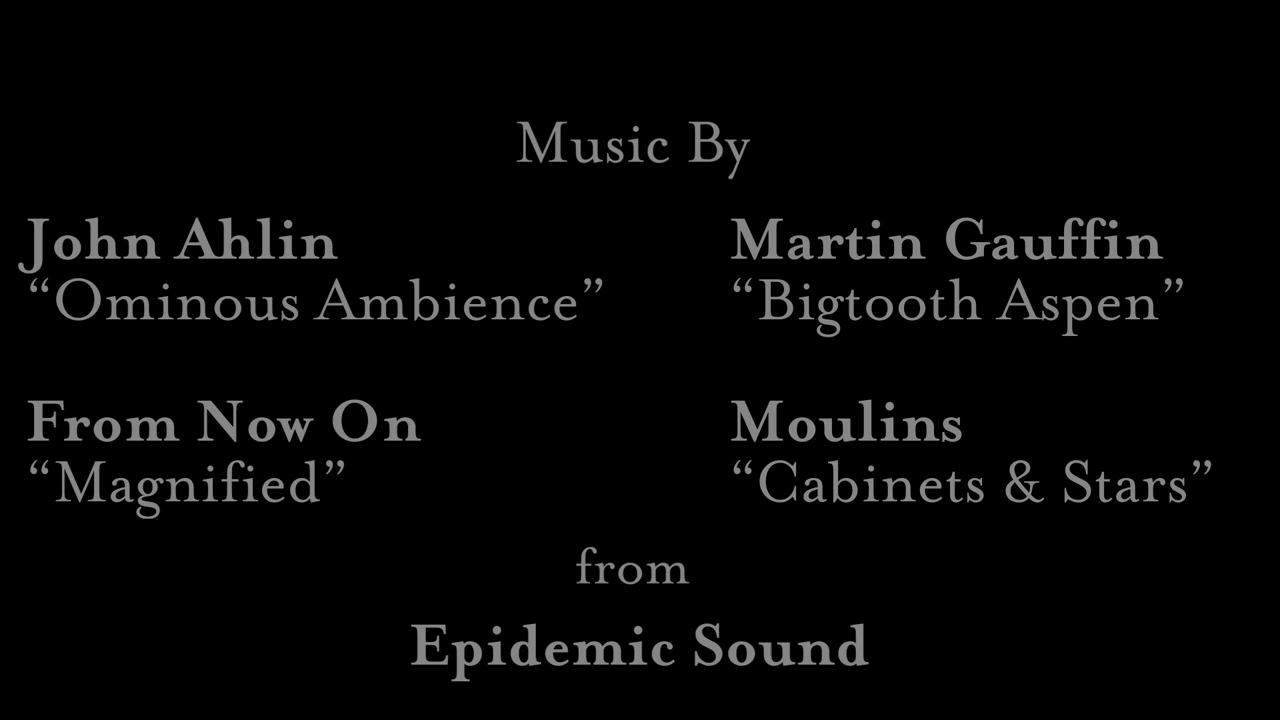 Music By
John Ahlin
“Ominous Ambience”
Martin Gauffin
“Bigtooth Aspen”
From Now On
“Magnified”
Moulins
“Cabinets & Stars”
from
Epidemic Sound